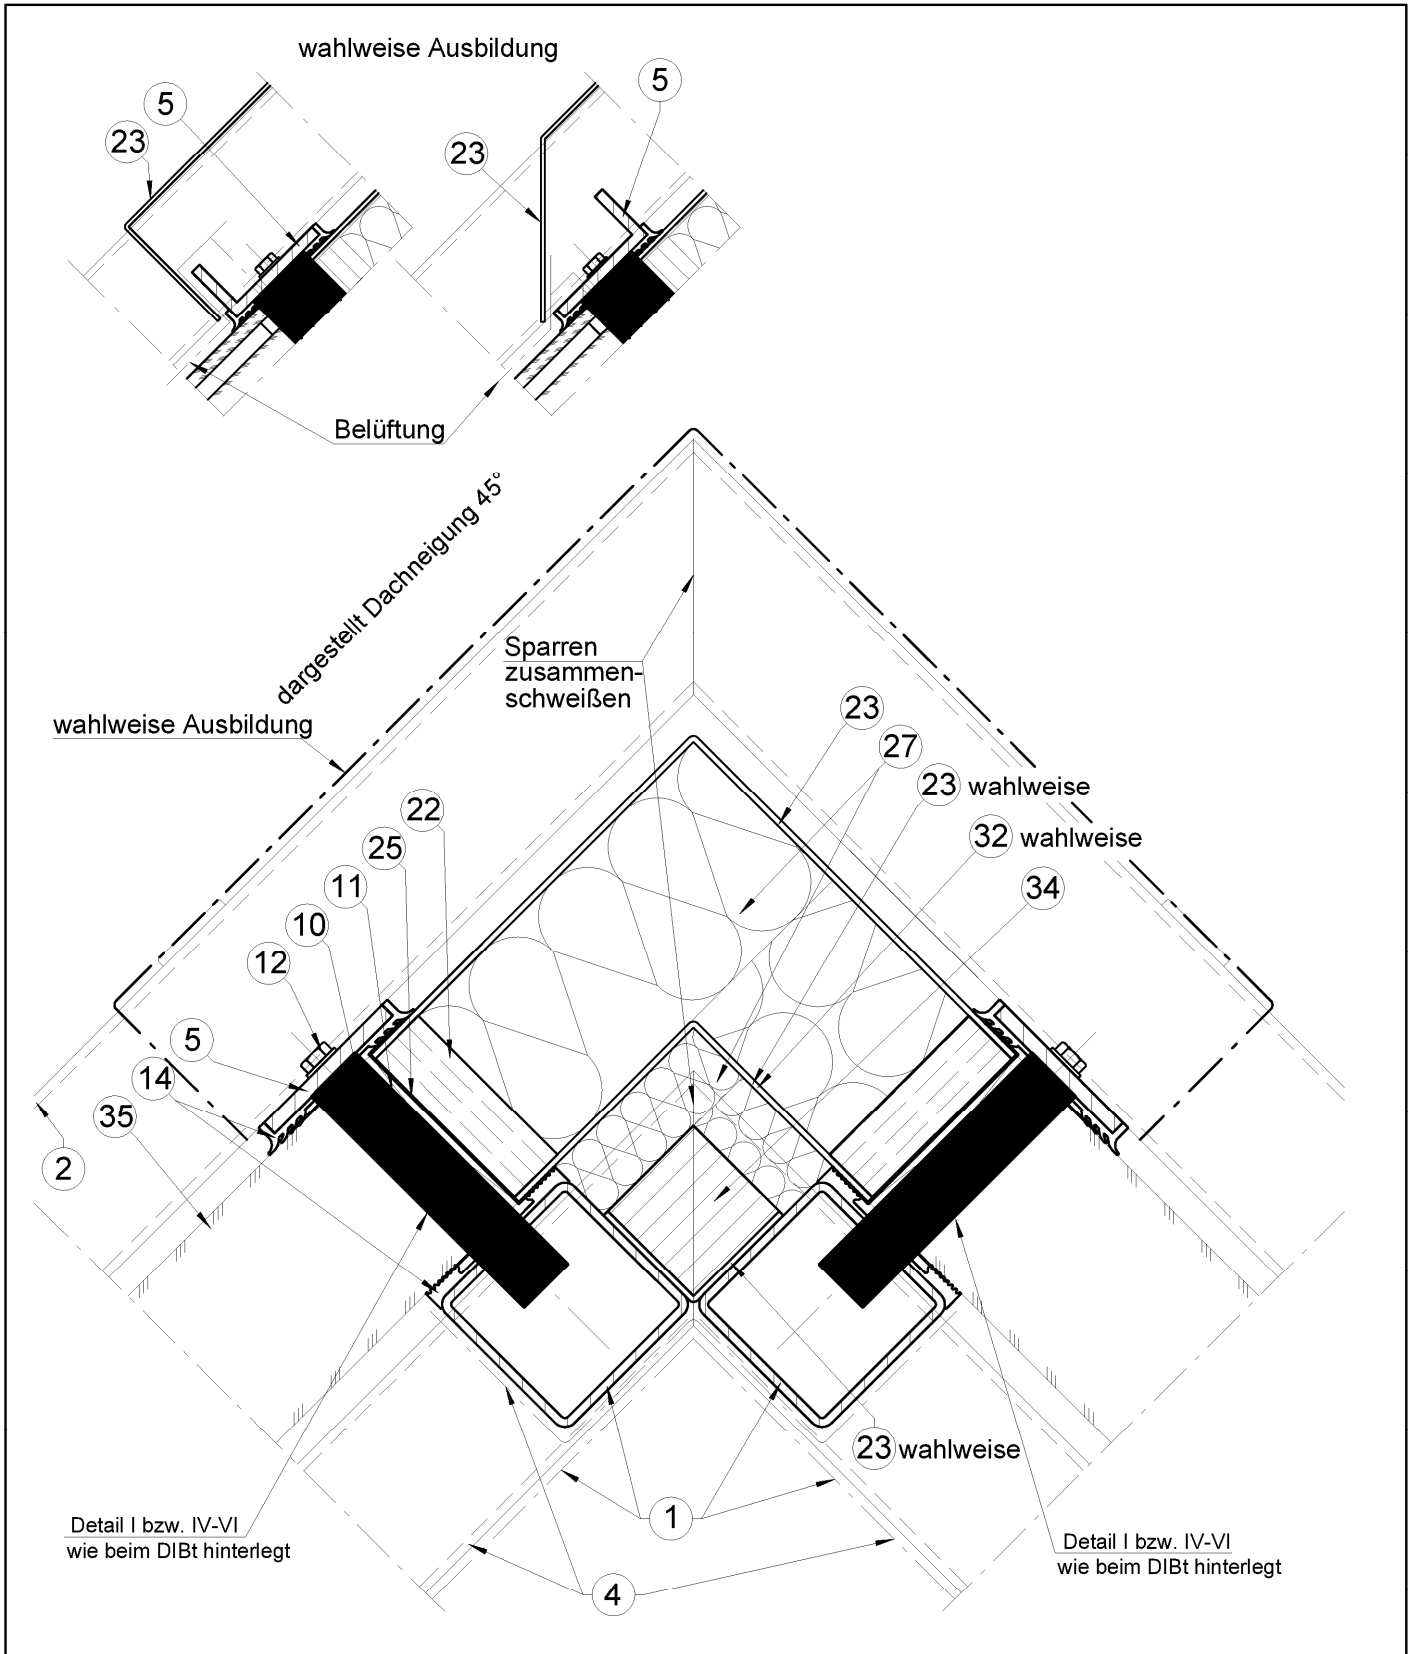 wahlweise Ausbildung
5
5
23
23
Belüftung
dargestellt Dachneigung 45°
Sparren
zusammen-
schweißen
wahlweise Ausbildung
23
27
23 wahlweise
22
32 wahlweise
25
34
11
10
12
5
14
35
2
23 wahlweise
1
Detail I bzw. IV-VI
wie beim DIBt hinterlegt
Detail I bzw. IV-VI
wie beim DIBt hinterlegt
4